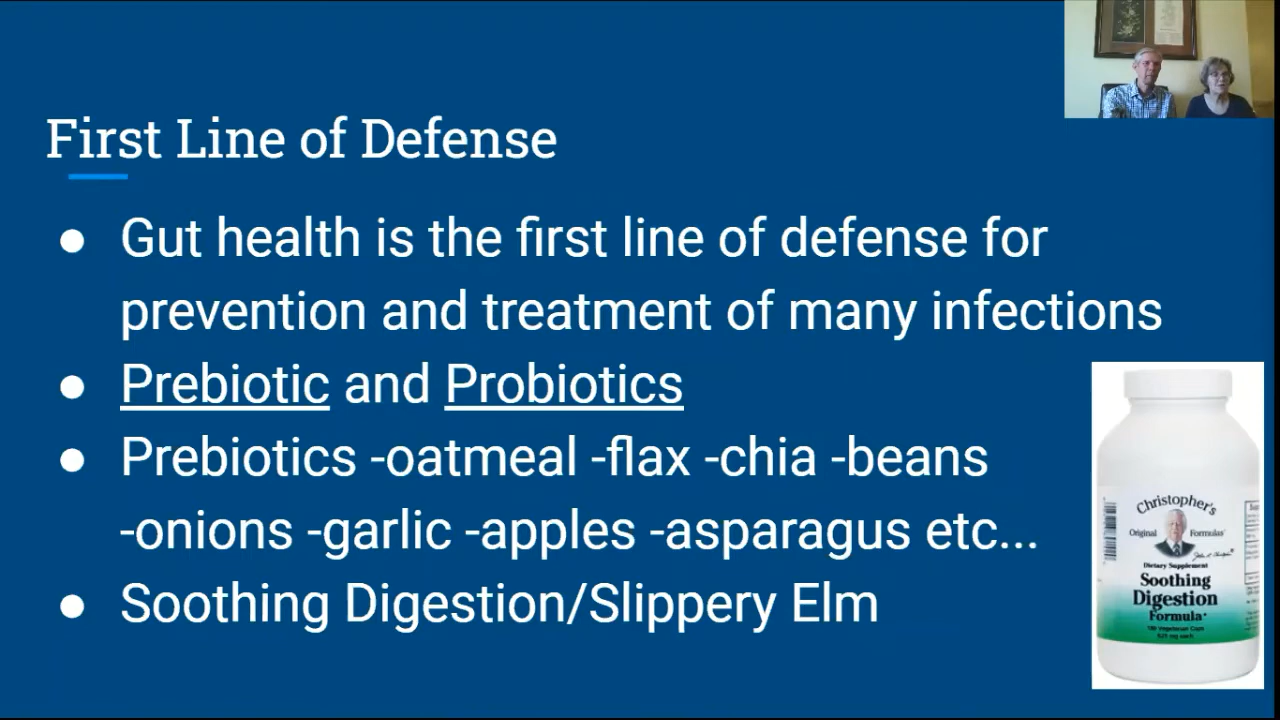 First Line of Defense
● Gut health is the first line of defense for
prevention and treatment of many infections
● Prebiotic and Probiotics
● Prebiotics -oatmeal -flax -chia -beans
-onions -garlic -apples -asparagus etc...
● Soothing Digestion/Slippery Elm
Christopher's
Original Formulas
Dietary Supplement
Soothing
Digestion
Formula*